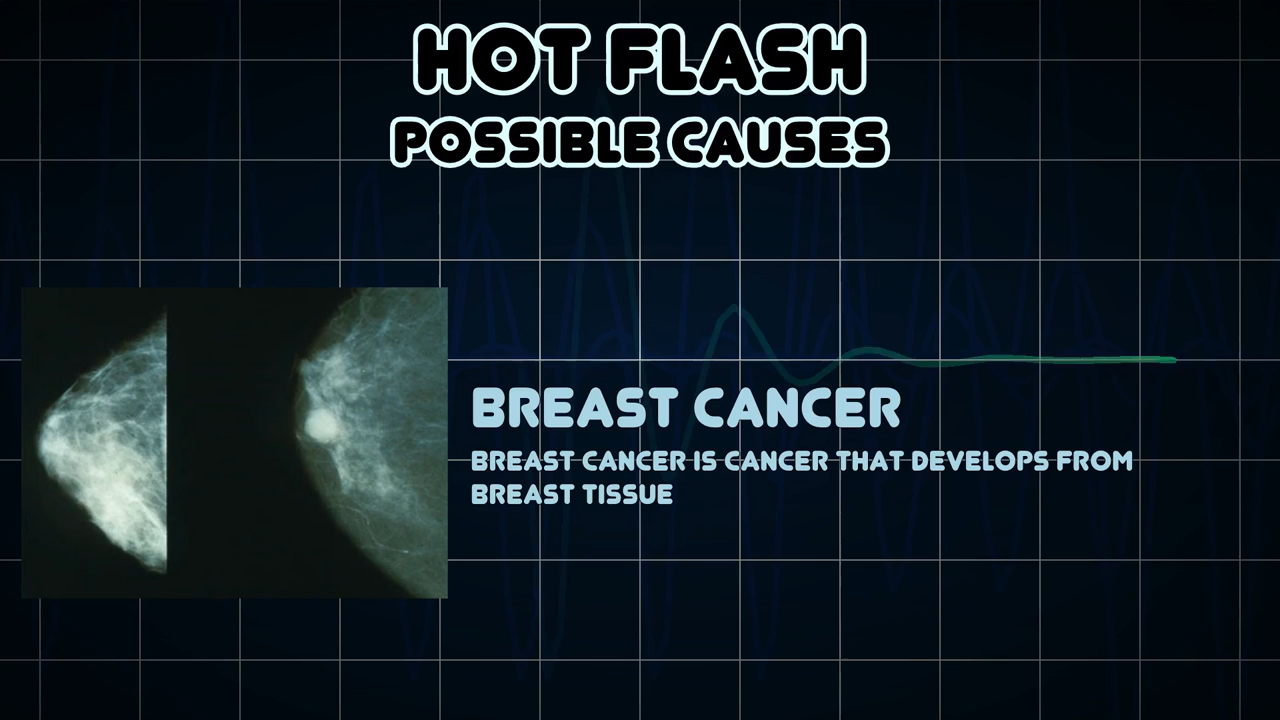 HOT FLASH
POSSIBLE CAUSES
BREAST CANCER
BREAST CANCER IS CANCER THAT DEVELOPS FROM
BREAST TISSUE